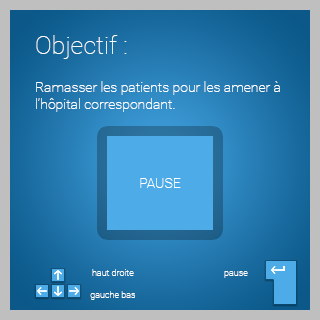 Objectif :
Ramasser les patients pour les amener à
l'hôpital correspondant.
PAUSE
haut droite
gauche bas
pause